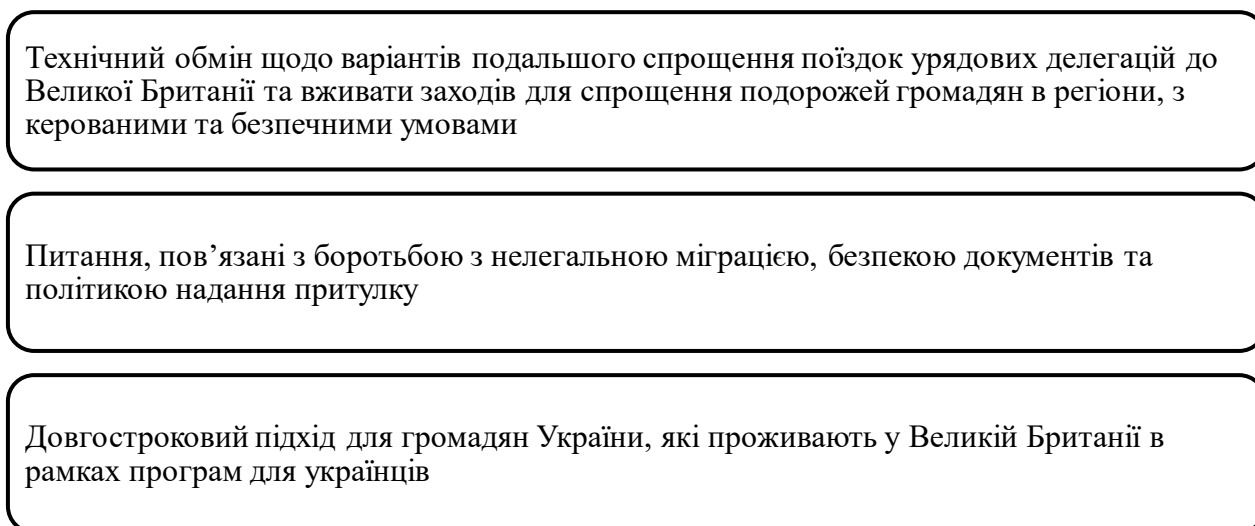 Технічний обмін щодо варіантів подальшого спрощення поїздок урядових делегацій до
Великої Британії та вживати заходів для спрощення подорожей громадян в регіони, з
керованими та безпечними умовами
Питання, пов’язані з боротьбою з нелегальною міграцією, безпекою документів та
політикою надання притулку
Довгостроковий підхід для громадян України, які проживають у Великій Британії в
рамках програм для українців